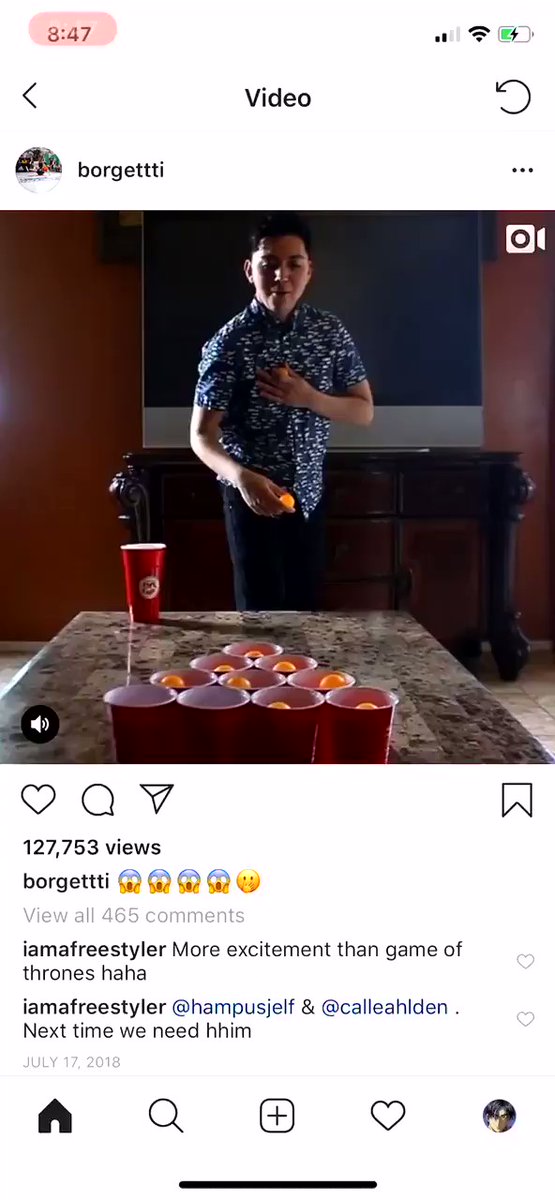 8:47
Video
borgettti
127,753 views
borgettti 😱😱😱😱🤭
View all 465 comments
iamafreestyler More excitement than game of
thrones haha
iamafreestyler @hampusjelf & @calleahlden .
Next time we need hhim
JULY 17, 2018